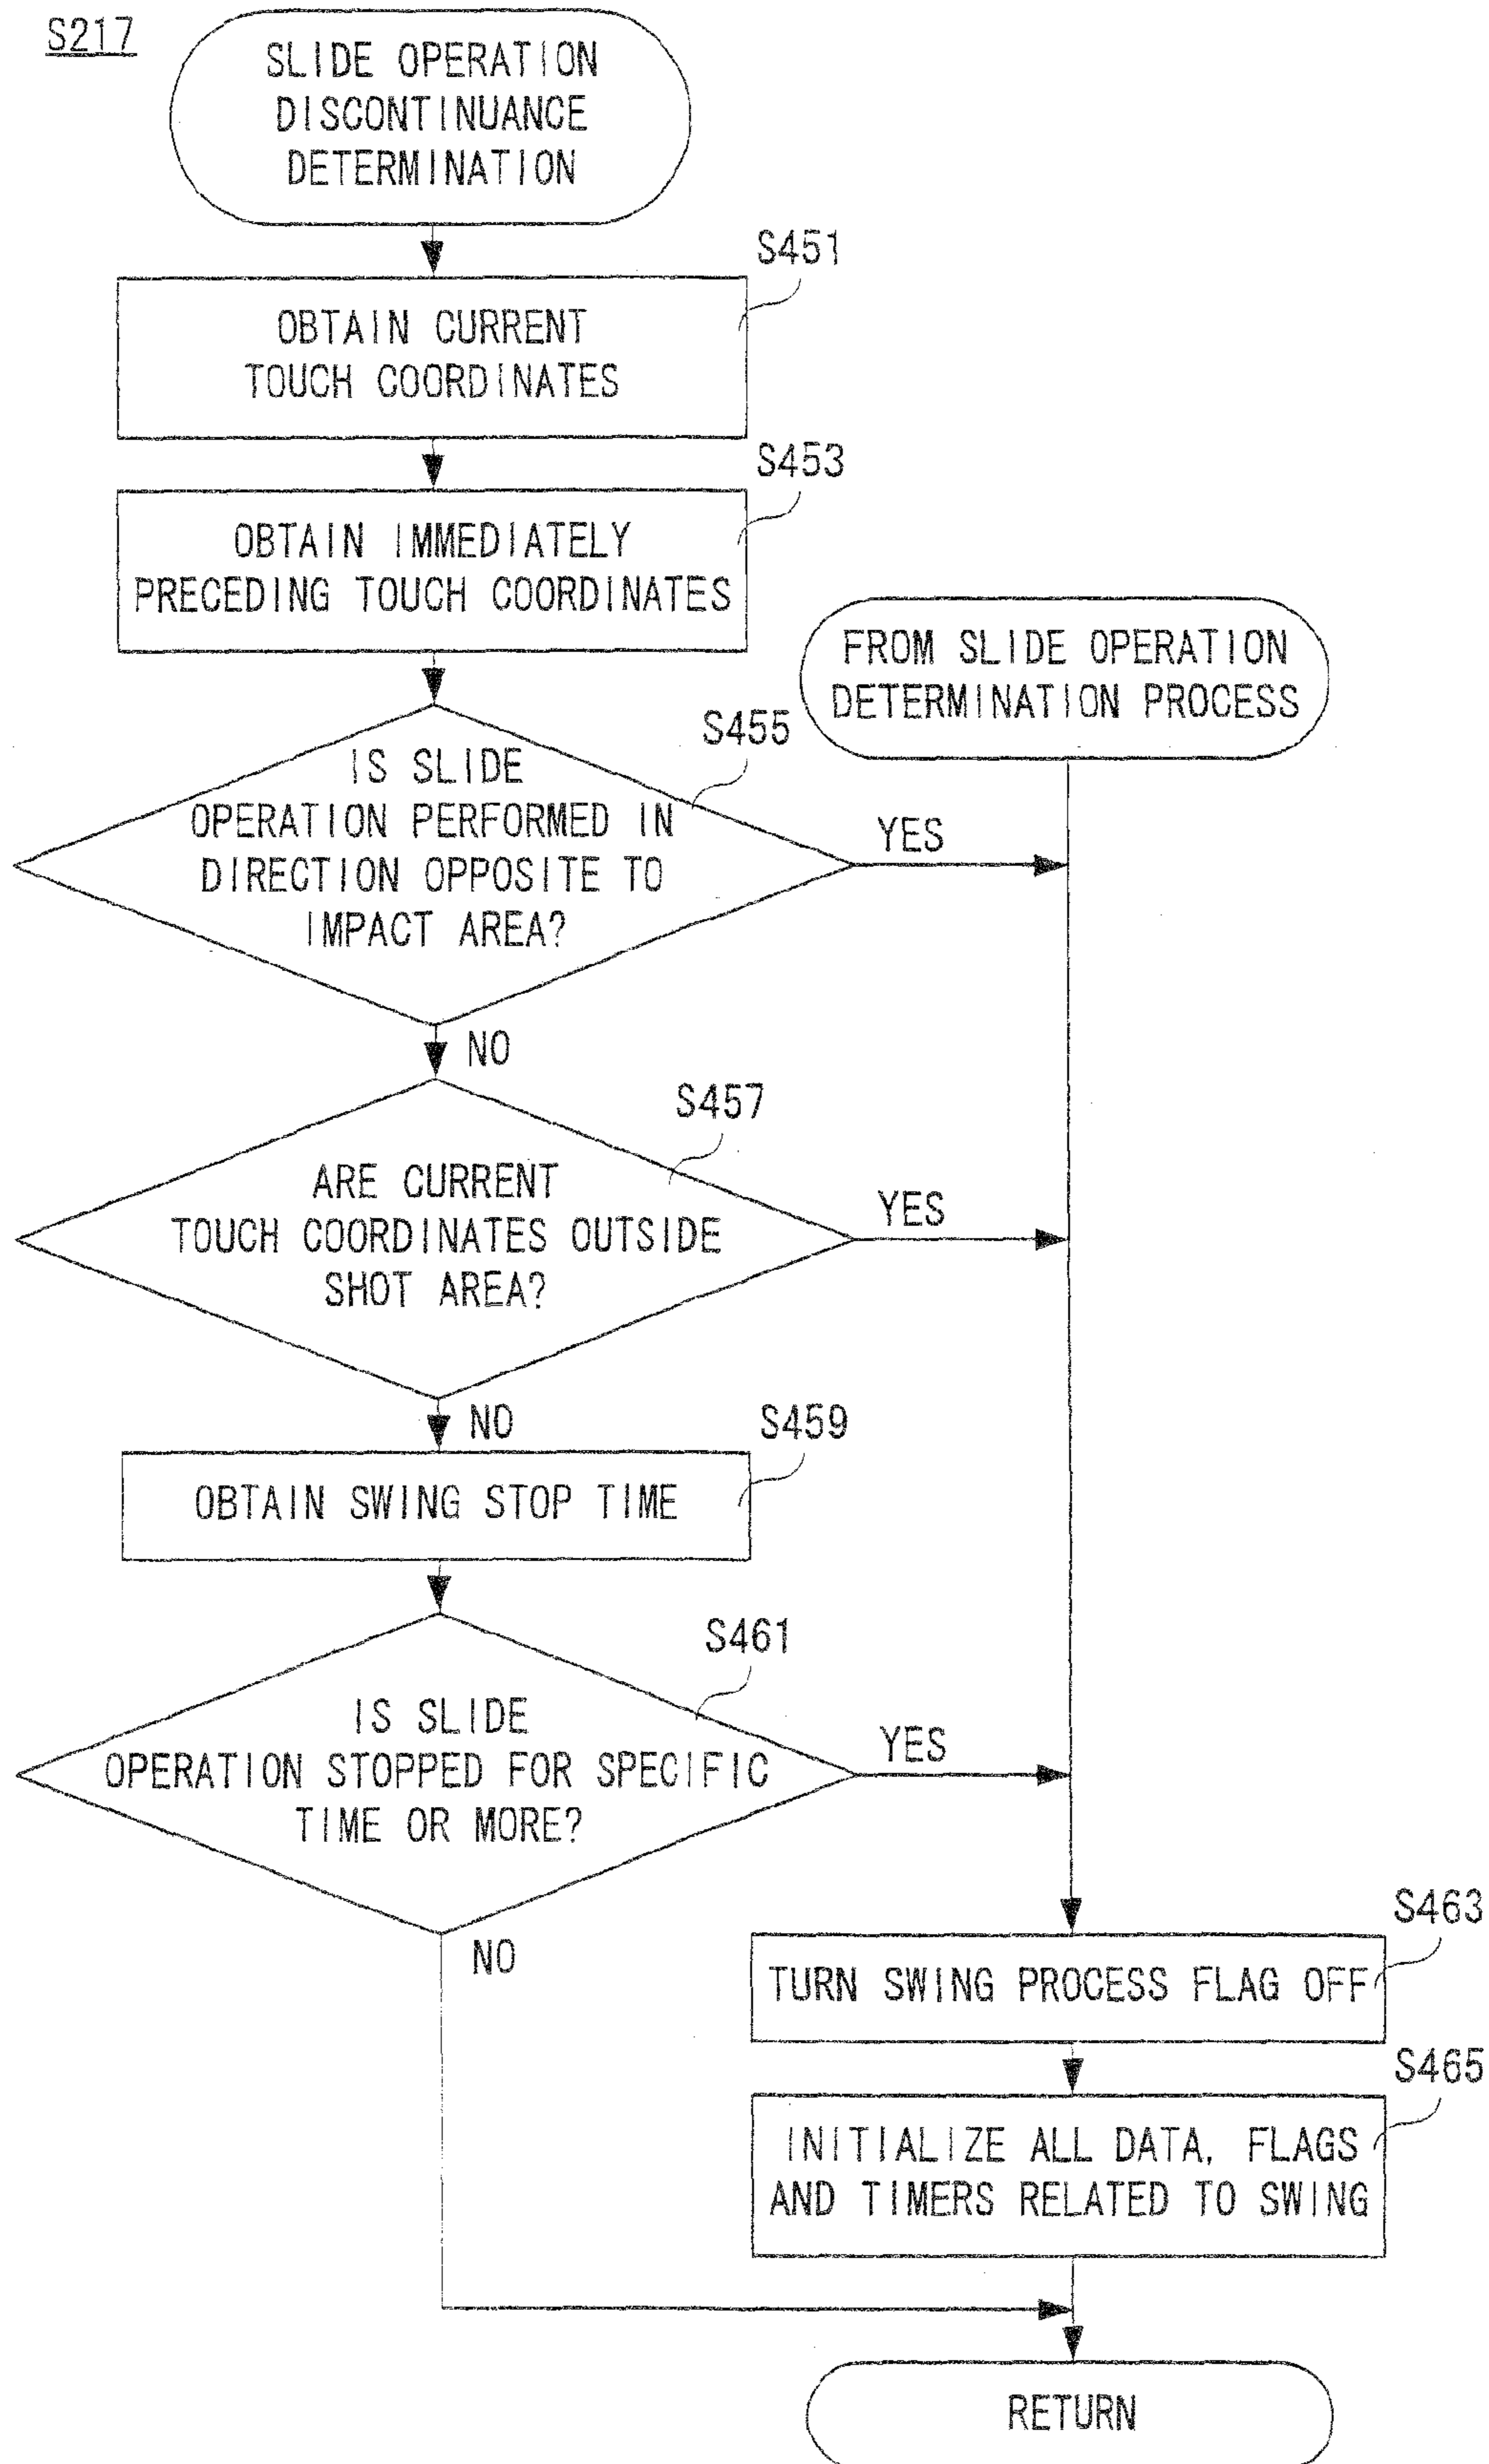 S217
SLIDE OPERATION
DISCONTINUANCE
DETERMINATION
S451
OBTAIN CURRENT
TOUCH COORDINATES
S453
OBTAIN IMMEDIATELY
PRECEDING TOUCH COORDINATES
FROM SLIDE OPERATION
DETERMINATION PROCESS
S455
IS SLIDE
OPERATION PERFORMED IN
DIRECTION OPPOSITE TO
IMPACT AREA?
YES
NO
S457
ARE CURRENT
TOUCH COORDINATES OUTSIDE
SHOT AREA?
YES
NO
S459
OBTAIN SWING STOP TIME
S461
IS SLIDE
OPERATION STOPPED FOR SPECIFIC
TIME OR MORE?
YES
NO
S463
TURN SWING PROCESS FLAG OFF
S465
INITIALIZE ALL DATA, FLAGS
AND TIMERS RELATED TO SWING
RETURN